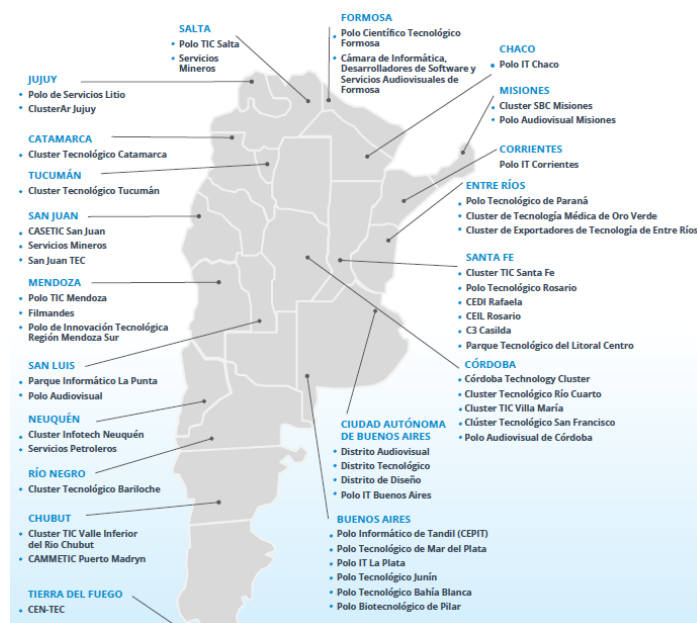 SALTA
Polo TIC Salta
Servicios
Mineros
FORMOSA
Polo Científico Tecnológico
Formosa
Cámara de Informática,
Desarrolladores de Software y
Servicios Audiovisuales de
Formosa
CHACO
Polo IT Chaco
MISIONES
Cluster SBC Misiones
Polo Audiovisual Misiones
CORRIENTES
Polo IT Corrientes
ENTRE RÍOS
Polo Tecnológico de Paraná
Cluster de Tecnología Médica de Oro Verde
Cluster de Exportadores de Tecnología de Entre Ríos
SANTA FE
Cluster TIC Santa Fe
Polo Tecnológico Rosario
CEDI Rafaela
CEIL Rosario
C3 Casilda
Parque Tecnológico del Litoral Centro
CÓRDOBA
Córdoba Technology Cluster
Cluster Tecnológico Río Cuarto
Cluster TIC Villa María
Clúster Tecnológico San Francisco
Polo Audiovisual de Córdoba
JUJUY
Polo de Servicios Litio
ClusterAr Jujuy
CATAMARCA
Cluster Tecnológico Catamarca
TUCUMÁN
Cluster Tecnológico Tucumán
SAN JUAN
CASETIC San Juan
Servicios Mineros
San Juan TEC
MENDOZA
Polo TIC Mendoza
Filmandes
Polo de Innovación Tecnológica
Región Mendoza Sur
SAN LUIS
Parque Informático La Punta
Polo Audiovisual
NEUQUÉN
Cluster Infotech Neuquén
Servicios Petroleros
RÍO NEGRO
Cluster Tecnológico Bariloche
CHUBUT
Cluster TIC Valle Inferior
del Rio Chubut
CAMMETIC Puerto Madryn
TIERRA DEL FUEGO
CEN-TEC
CIUDAD AUTÓNOMA
DE BUENOS AIRES
Distrito Audiovisual
Distrito Tecnológico
Distrito de Diseño
Polo IT Buenos Aires
BUENOS AIRES
Polo Informático de Tandil (CEPIT)
Polo Tecnológico de Mar del Plata
Polo IT La Plata
Polo Tecnológico Junín
Polo Tecnológico Bahía Blanca
Polo Biotecnológico de Pilar